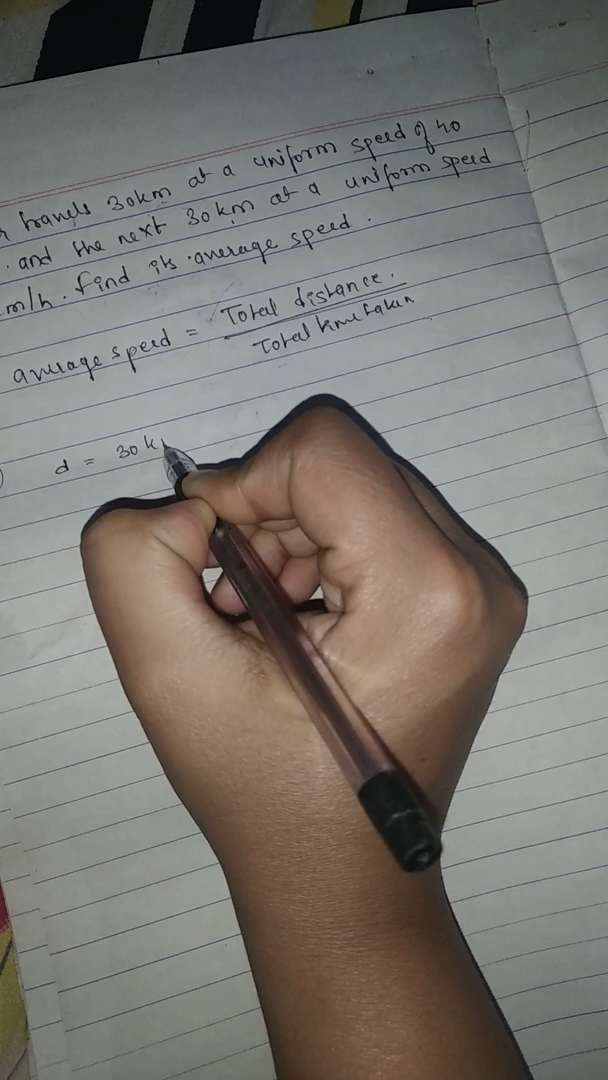 travels 30km at a uniform speed of 40
. and the next 30km at a uniform speed
m/h. find its average speed.
average speed = Total distance.
Total time taken
) d = 30 k